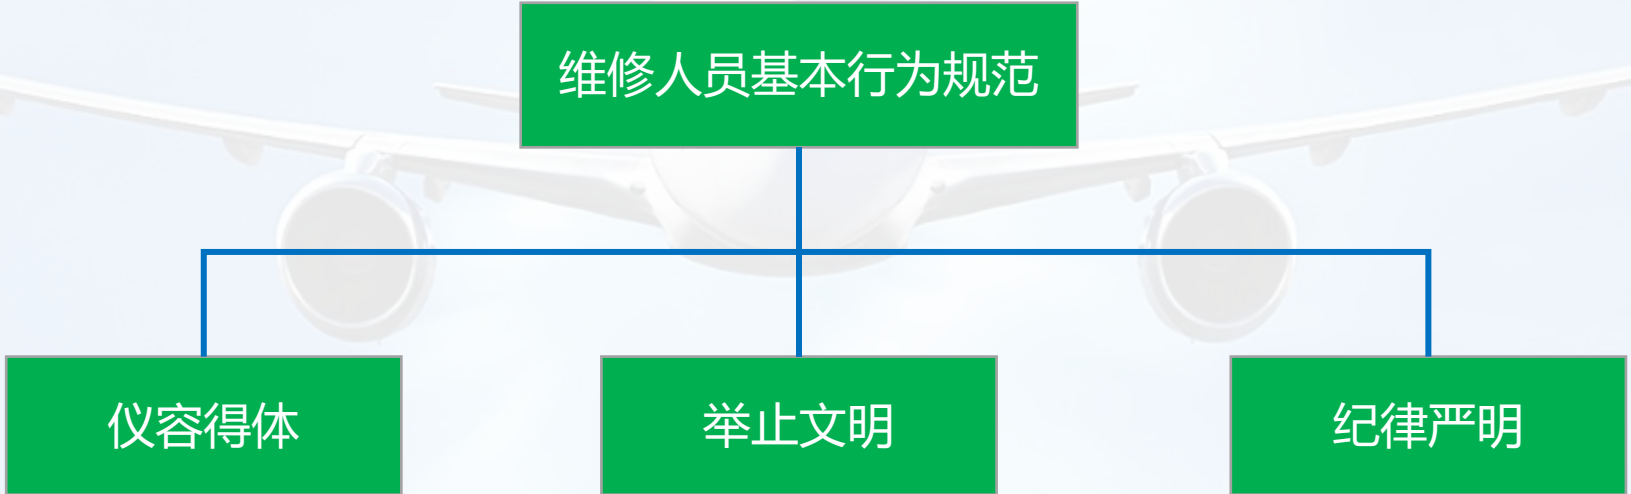 维修人员基本行为规范
仪容得体
举止文明
纪律严明